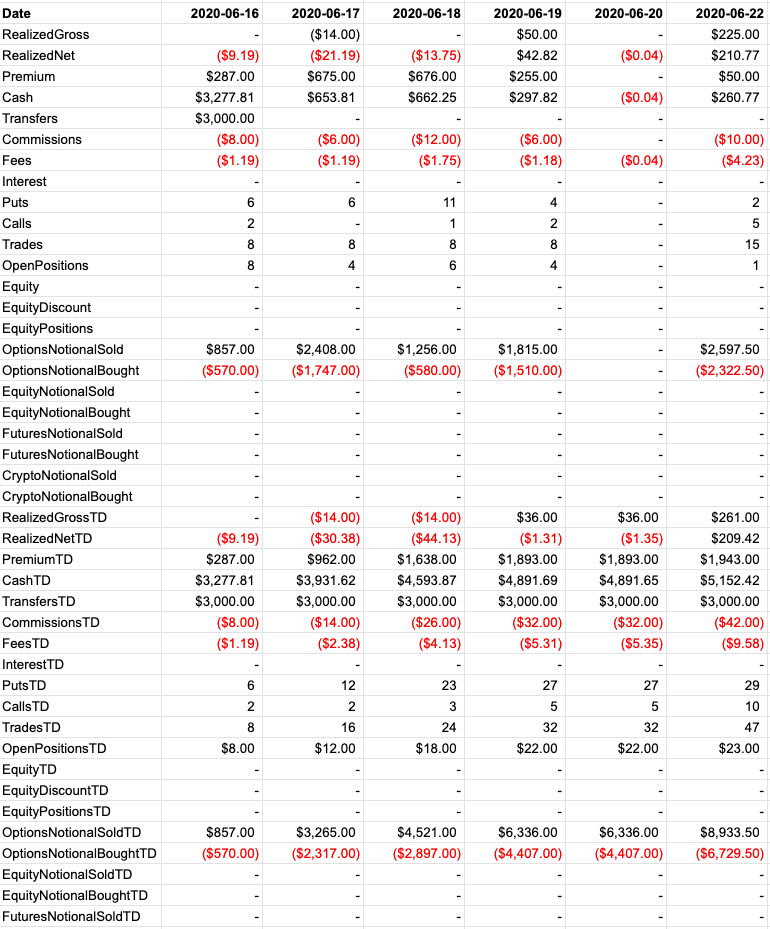 Date 2020-06-16 2020-06-17 2020-06-18 2020-06-19 2020-06-20 2020-06-22
RealizedGross - ($14.00) - $50.00 - $225.00
RealizedNet ($9.19) ($21.19) ($13.75) $42.82 ($0.04) $210.77
Premium $287.00 $675.00 $676.00 $255.00 - $50.00
Cash $3,277.81 $653.81 $662.25 $297.82 ($0.04) $260.77
Transfers $3,000.00 - - - - -
Commissions ($8.00) ($6.00) ($12.00) ($6.00) - ($10.00)
Fees ($1.19) ($1.19) ($1.75) ($1.18) ($0.04) ($4.23)
Interest - - - - - -
Puts 6 6 11 4 - 2
Calls 2 - 1 2 - 5
Trades 8 8 8 8 - 15
OpenPositions 8 4 6 4 - 1
Equity - - - - - -
EquityDiscount - - - - - -
EquityPositions - - - - - -
OptionsNotionalSold $857.00 $2,408.00 $1,256.00 $1,815.00 - $2,597.50
OptionsNotionalBought ($570.00) ($1,747.00) ($580.00) ($1,510.00) - ($2,322.50)
EquityNotionalSold - - - - - -
EquityNotionalBought - - - - - -
FuturesNotionalSold - - - - - -
FuturesNotionalBought - - - - - -
CryptoNotionalSold - - - - - -
CryptoNotionalBought - - - - - -
RealizedGrossTD - ($14.00) ($14.00) $36.00 $36.00 $261.00
RealizedNetTD ($9.19) ($30.38) ($44.13) ($1.31) ($1.35) $209.42
PremiumTD $287.00 $962.00 $1,638.00 $1,893.00 $1,893.00 $1,943.00
CashTD $3,277.81 $3,931.62 $4,593.87 $4,891.69 $4,891.65 $5,152.42
TransfersTD $3,000.00 $3,000.00 $3,000.00 $3,000.00 $3,000.00 $3,000.00
CommissionsTD ($8.00) ($14.00) ($26.00) ($32.00) ($32.00) ($42.00)
FeesTD ($1.19) ($2.38) ($4.13) ($5.31) ($5.35) ($9.58)
InterestTD - - - - - -
PutsTD 6 12 23 27 27 29
CallsTD 2 2 3 5 5 10
TradesTD 8 16 24 32 32 47
OpenPositionsTD $8.00 $12.00 $18.00 $22.00 $22.00 $23.00
EquityTD - - - - - -
EquityDiscountTD - - - - - -
EquityPositionsTD - - - - - -
OptionsNotionalSoldTD $857.00 $3,265.00 $4,521.00 $6,336.00 $6,336.00 $8,933.50
OptionsNotionalBoughtTD ($570.00) ($2,317.00) ($2,897.00) ($4,407.00) ($4,407.00) ($6,729.50)
EquityNotionalSoldTD - - - - - -
EquityNotionalBoughtTD - - - - - -
FuturesNotionalSoldTD - - - - - -